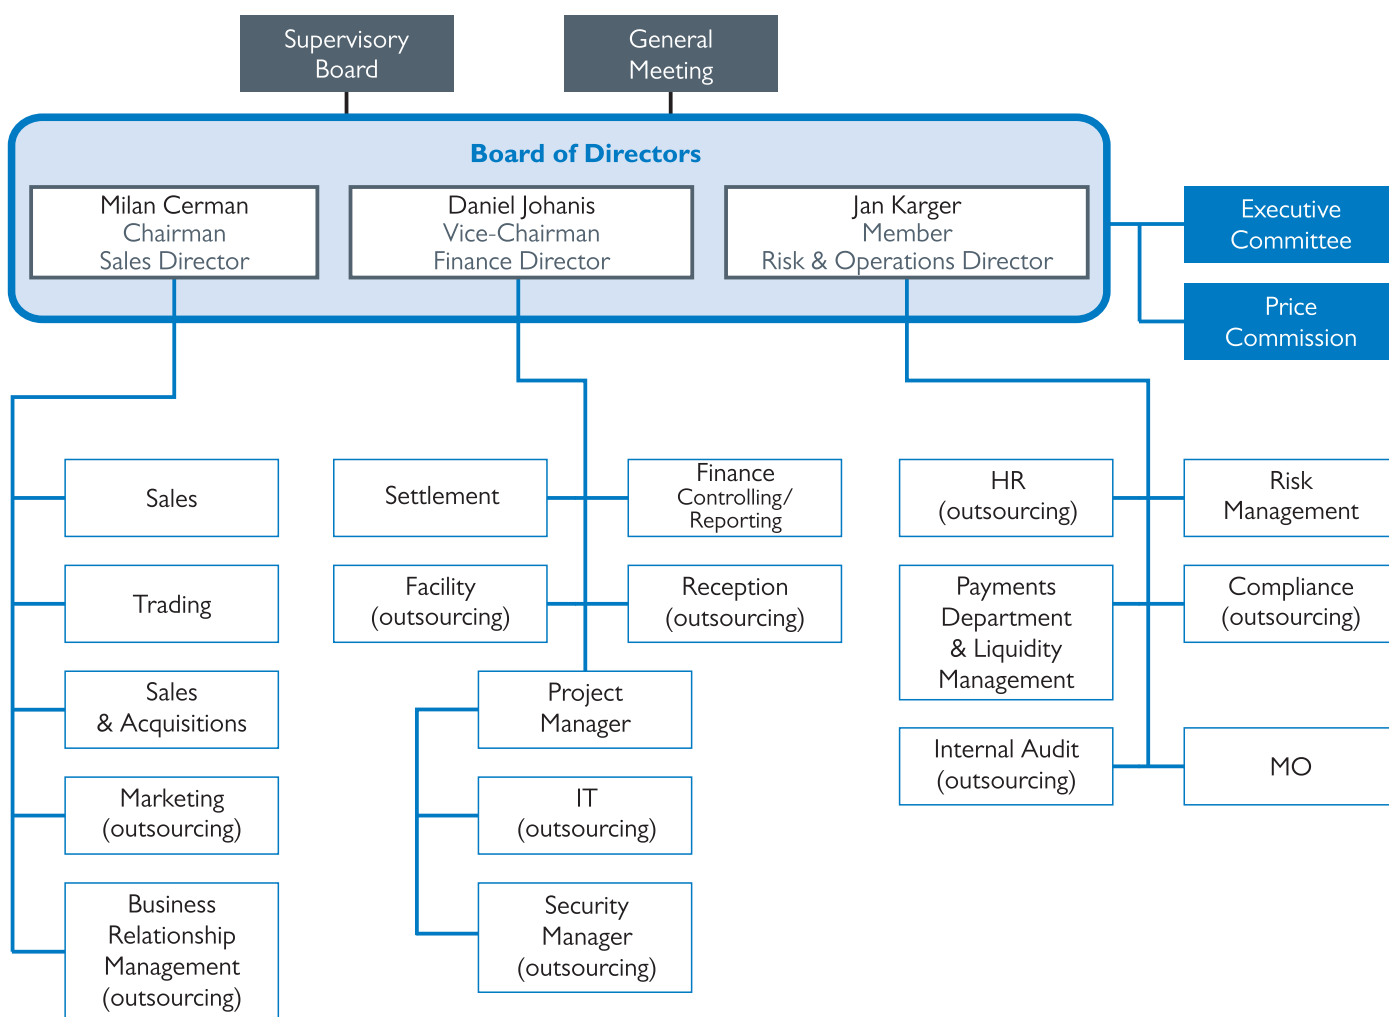 Supervisory
Board
General
Meeting
Board of Directors
Milan Cerman
Chairman
Sales Director
Daniel Johanis
Vice-Chairman
Finance Director
Jan Karger
Member
Risk & Operations Director
Executive
Committee
Price
Commission
Sales
Trading
Sales
& Acquisitions
Marketing
(outsourcing)
Business
Relationship
Management
(outsourcing)
Settlement
Finance
Controlling/
Reporting
Facility
(outsourcing)
Reception
(outsourcing)
Project
Manager
IT
(outsourcing)
Security
Manager
(outsourcing)
HR
(outsourcing)
Risk
Management
Payments
Department
& Liquidity
Management
Compliance
(outsourcing)
Internal Audit
(outsourcing)
MO